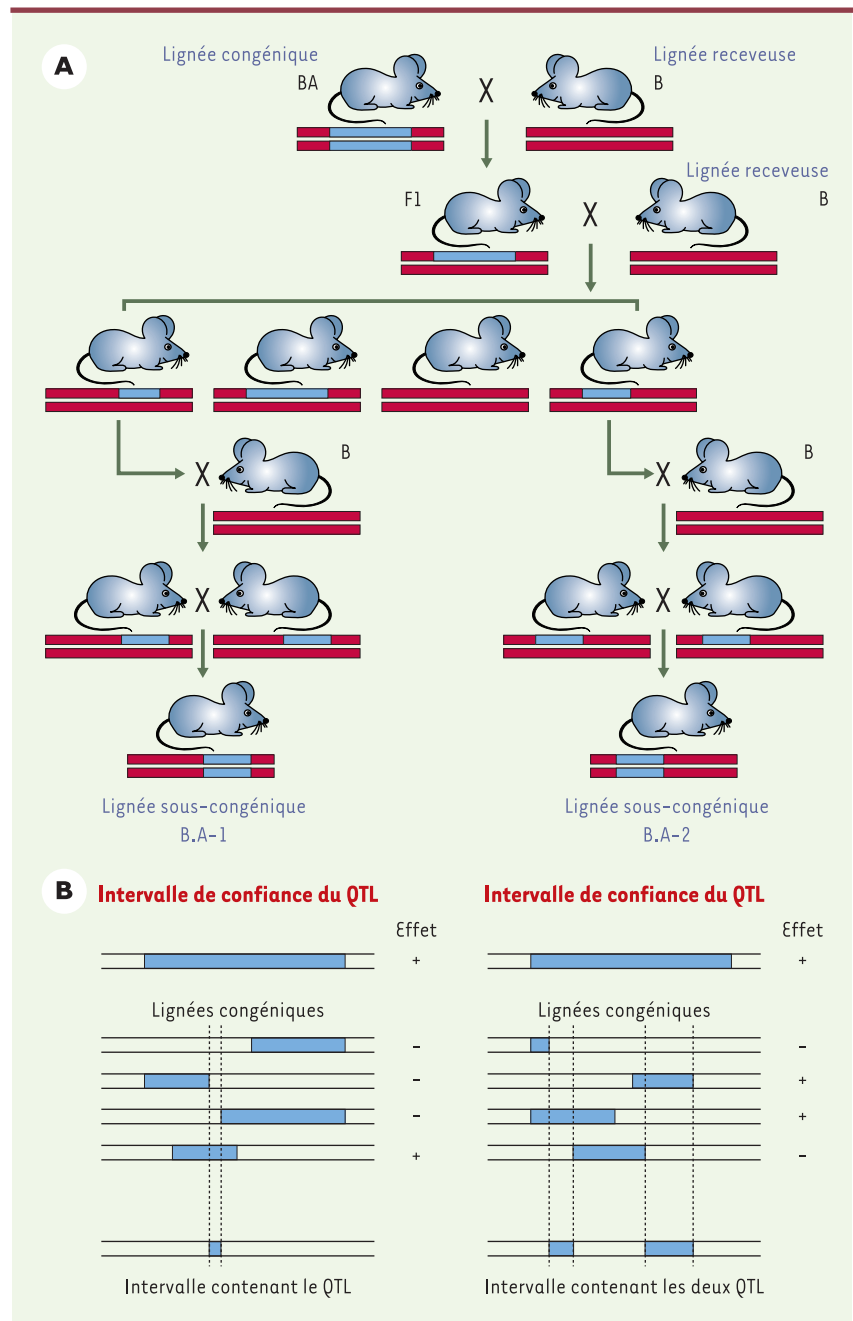 A
Lignée congénique
BA
X
Lignée receveuse
B
Lignée receveuse
F1
X
B
X
B
X
B
X
X
Lignée sous-congénique
B.A-1
Lignée sous-congénique
B.A-2
B
Intervalle de confiance du QTL
Effet
+
Lignées congéniques
-
-
-
+
Intervalle contenant le QTL
Intervalle de confiance du QTL
Effet
+
Lignées congéniques
-
+
+
-
Intervalle contenant les deux QTL